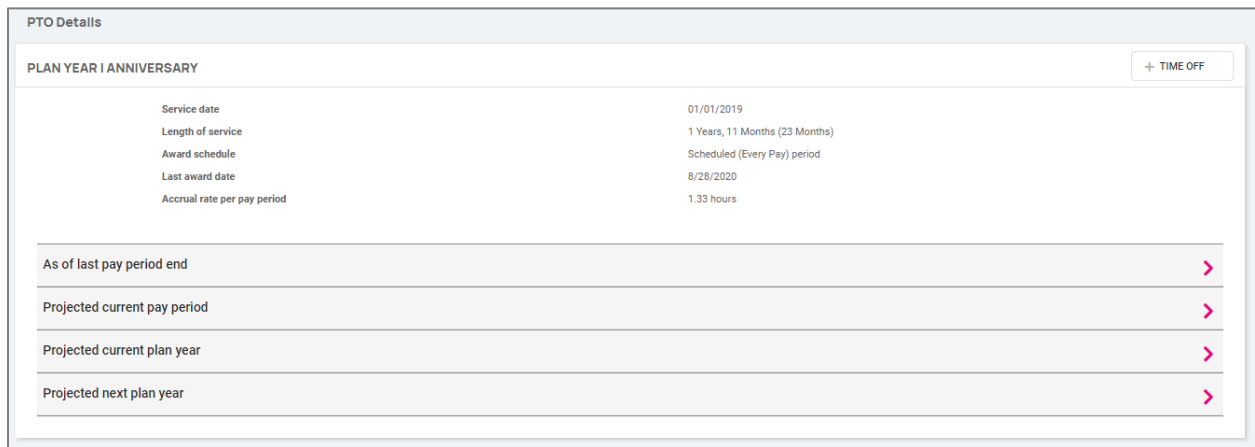 PTO Details
PLAN YEAR I ANNIVERSARY
+ TIME OFF
Service date 01/01/2019
Length of service 1 Years, 11 Months (23 Months)
Award schedule Scheduled (Every Pay) period
Last award date 8/28/2020
Accrual rate per pay period 1.33 hours
As of last pay period end
Projected current pay period
Projected current plan year
Projected next plan year